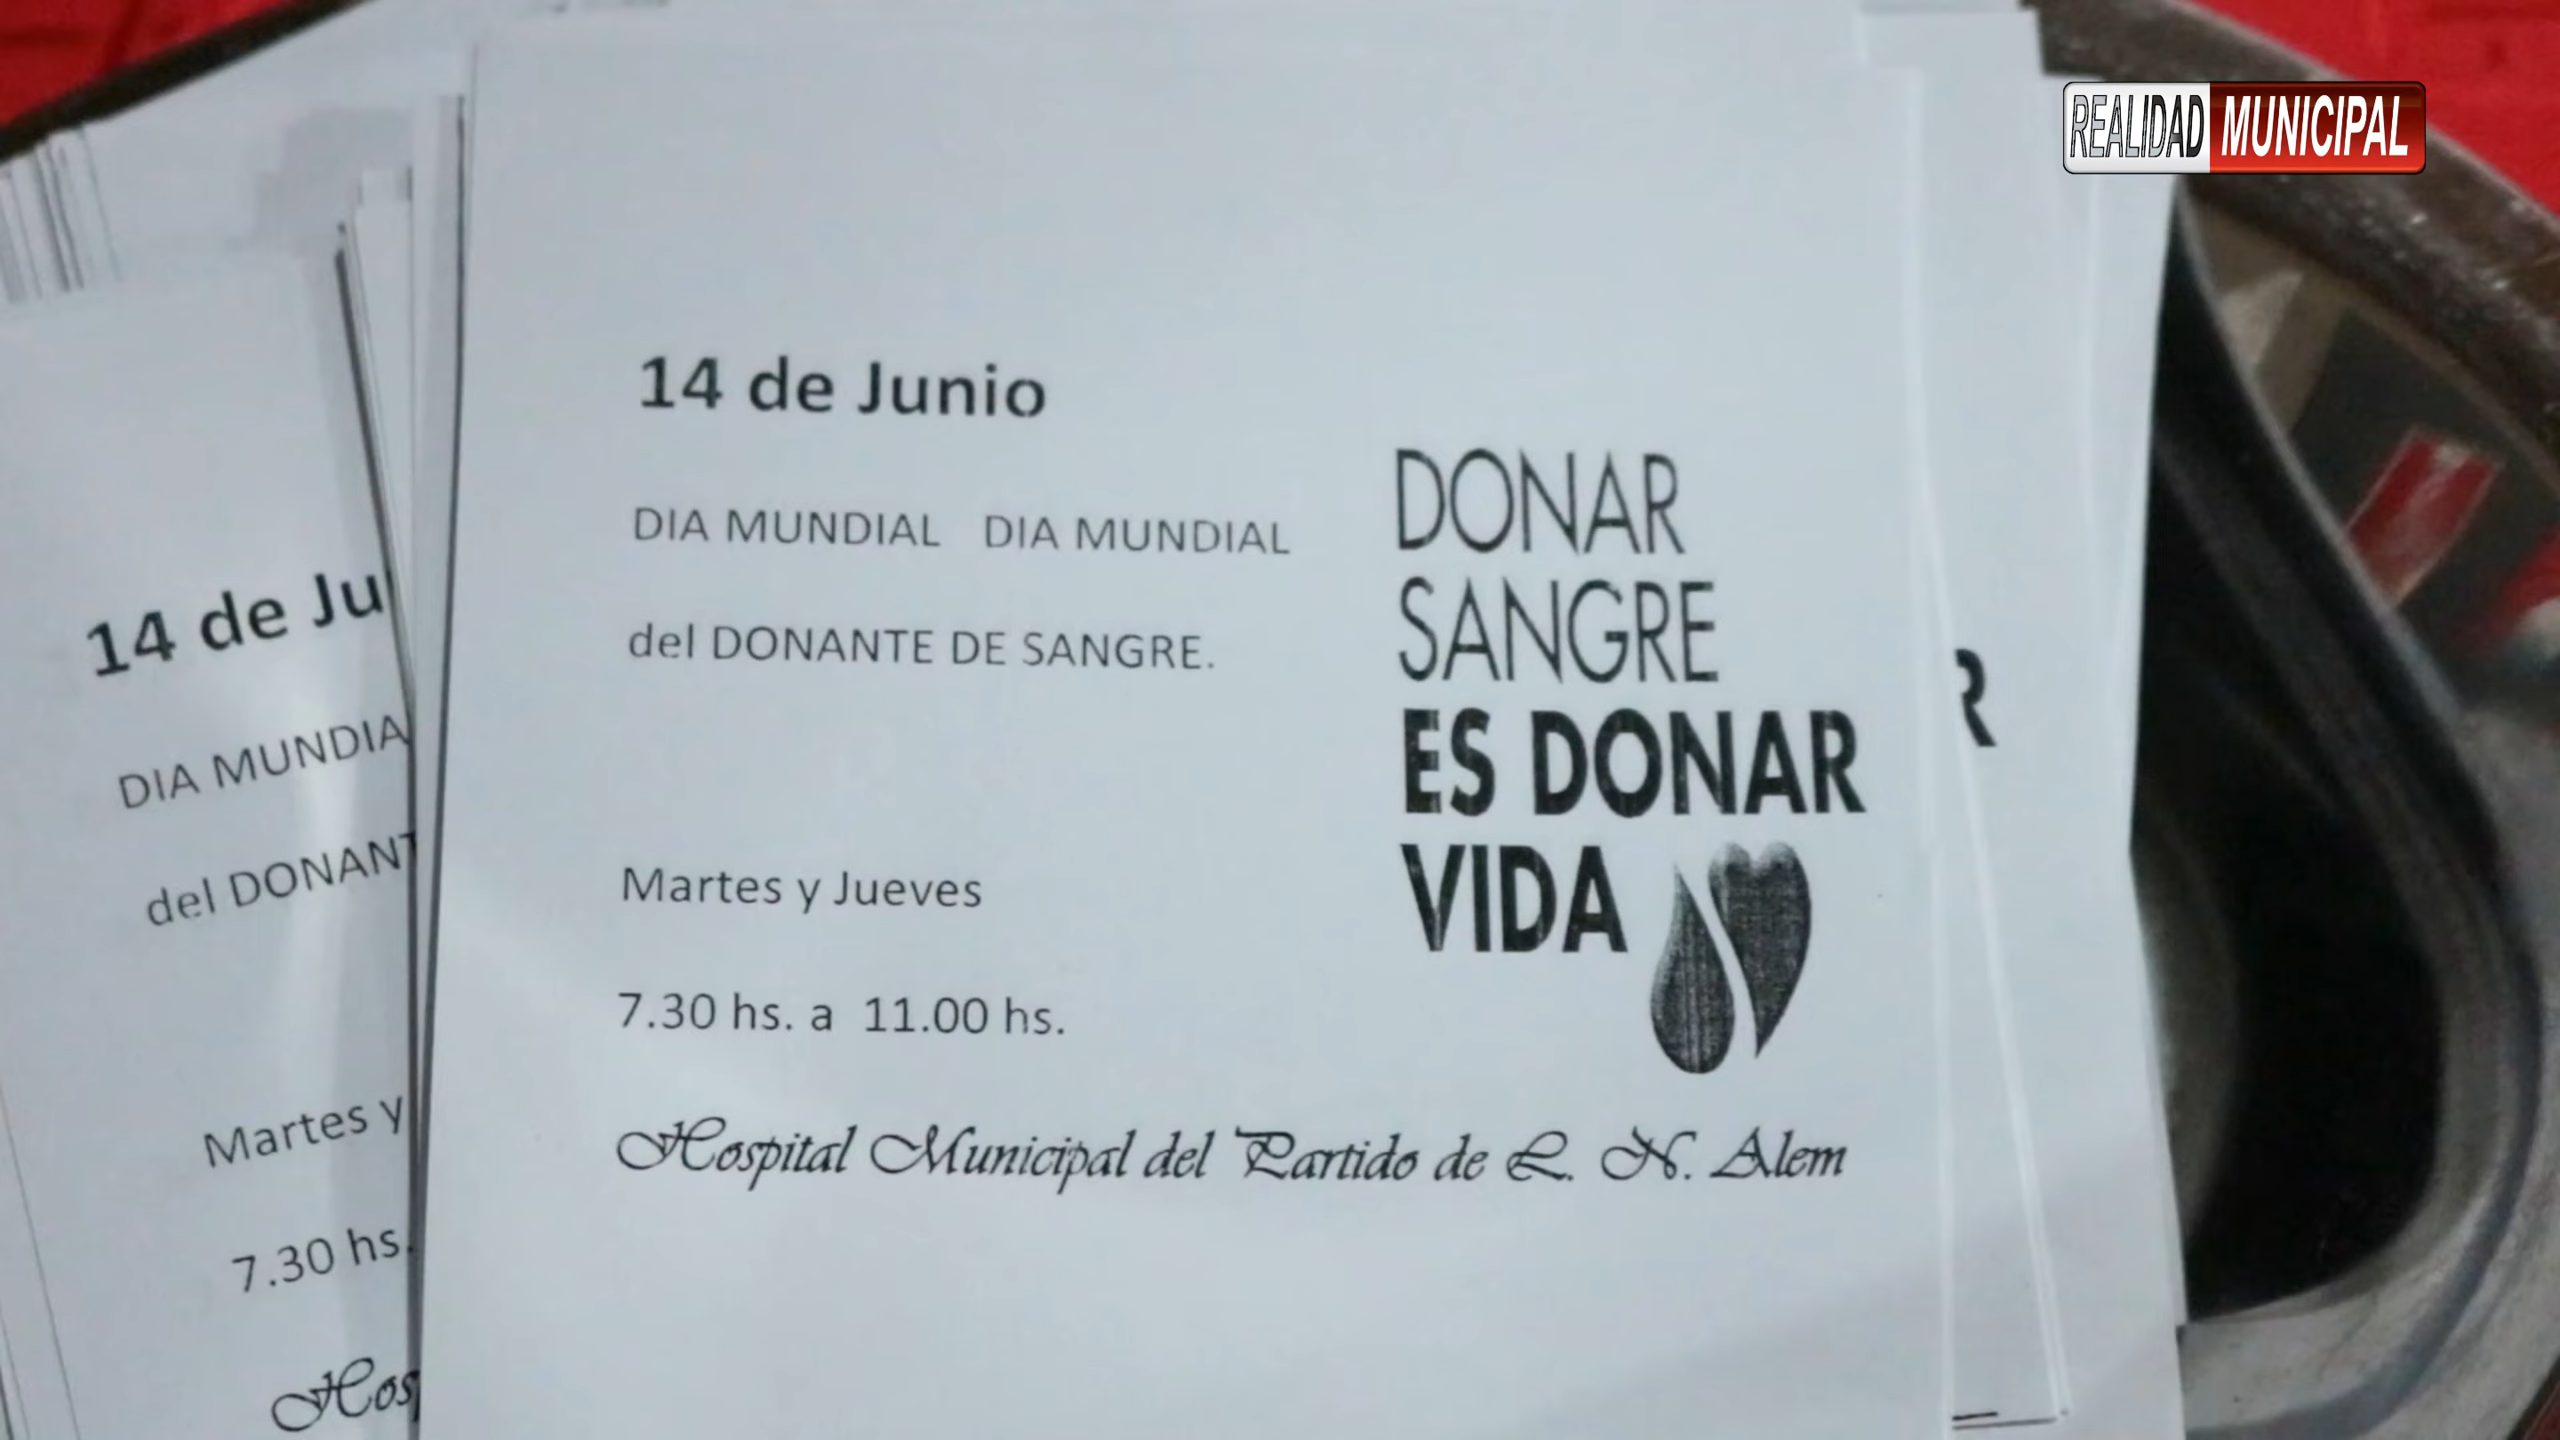 REALIDAD MUNICIPAL
14 de Junio
DIA MUNDIAL DIA MUNDIAL
del DONANTE DE SANGRE.
DONAR
SANGRE
ES DONAR
VIDA
Martes y Jueves
7.30 hs. a 11.00 hs.
Hospital Municipal del Partido de L. N. Alem
14 de Ju
DIA MUNDIA
del DONANT
Martes y
7.30 hs.
Hosp
R